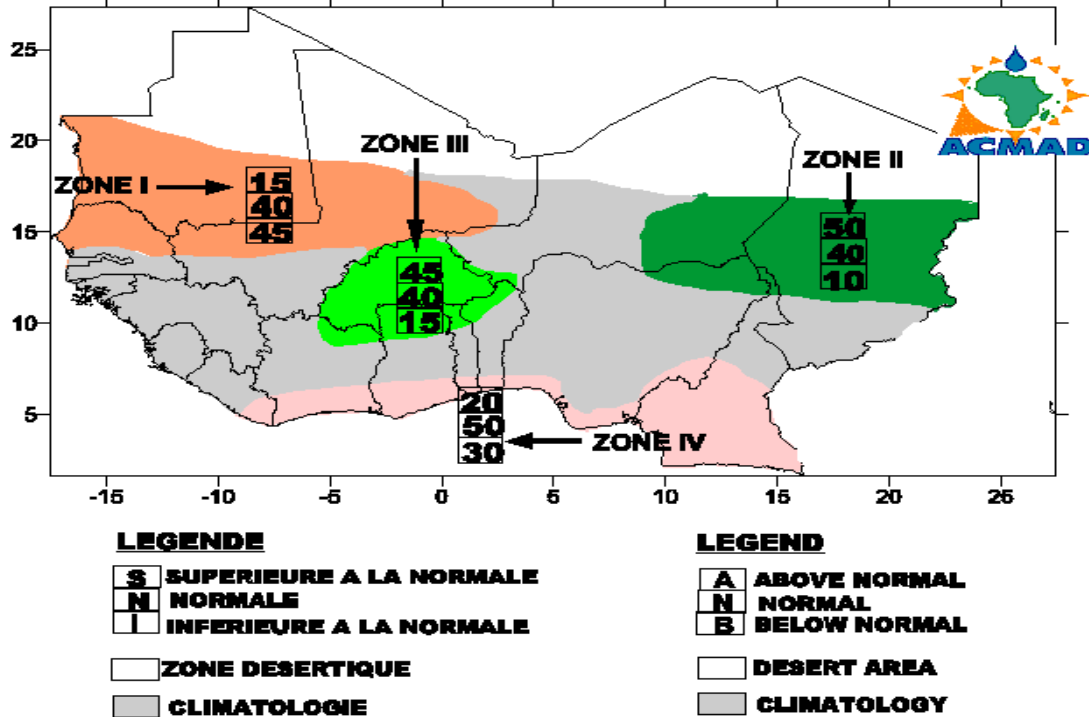 25
20
15
10
5
ZONE III
ZONE II
ZONE I
15
40
45
45
40
15
50
40
10
20
50
30
ZONE IV
ACMAD
-15
-10
-5
0
5
10
15
20
25
LEGENDE
S SUPERIEURE A LA NORMALE
N NORMALE
I INFERIEURE A LA NORMALE
ZONE DESERTIQUE
CLIMATOLOGIE
LEGEND
A ABOVE NORMAL
N NORMAL
B BELOW NORMAL
DESERT AREA
CLIMATOLOGY